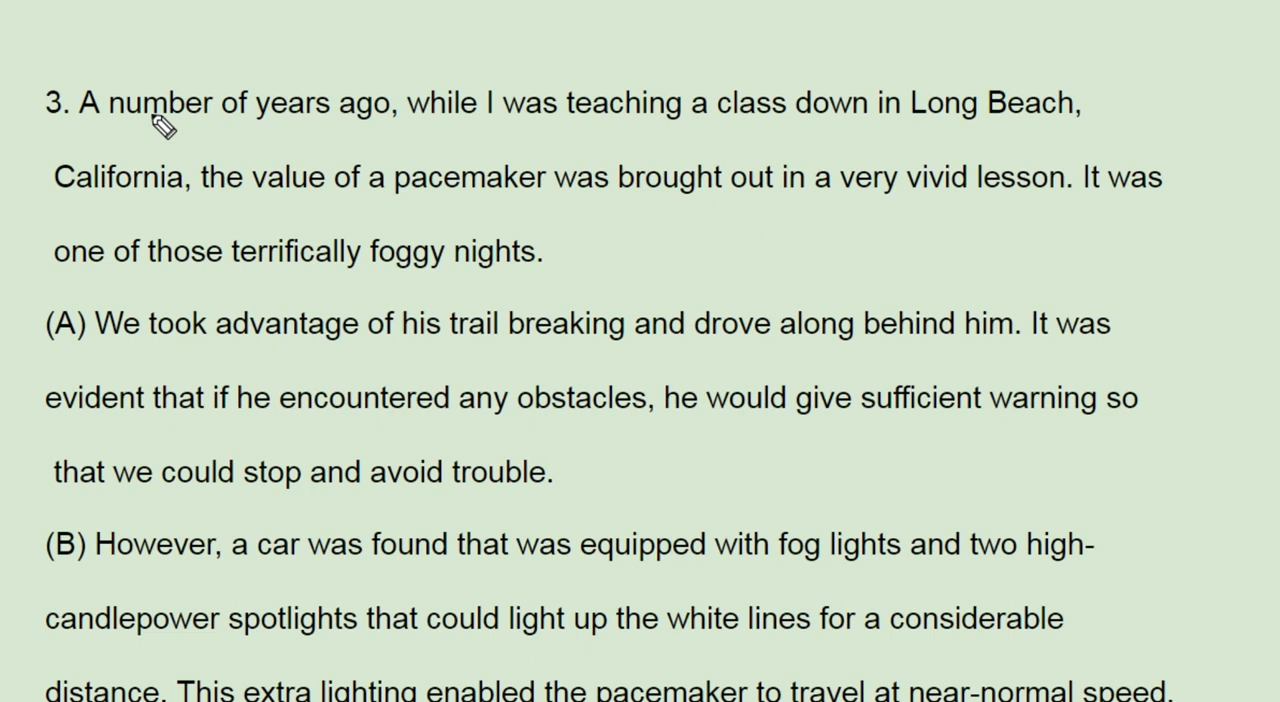 3. A number of years ago, while I was teaching a class down in Long Beach,
California, the value of a pacemaker was brought out in a very vivid lesson. It was
one of those terrifically foggy nights.
(A) We took advantage of his trail breaking and drove along behind him. It was
evident that if he encountered any obstacles, he would give sufficient warning so
that we could stop and avoid trouble.
(B) However, a car was found that was equipped with fog lights and two high-
candlepower spotlights that could light up the white lines for a considerable
distance. This extra lighting enabled the pacemaker to travel at near-normal speed.